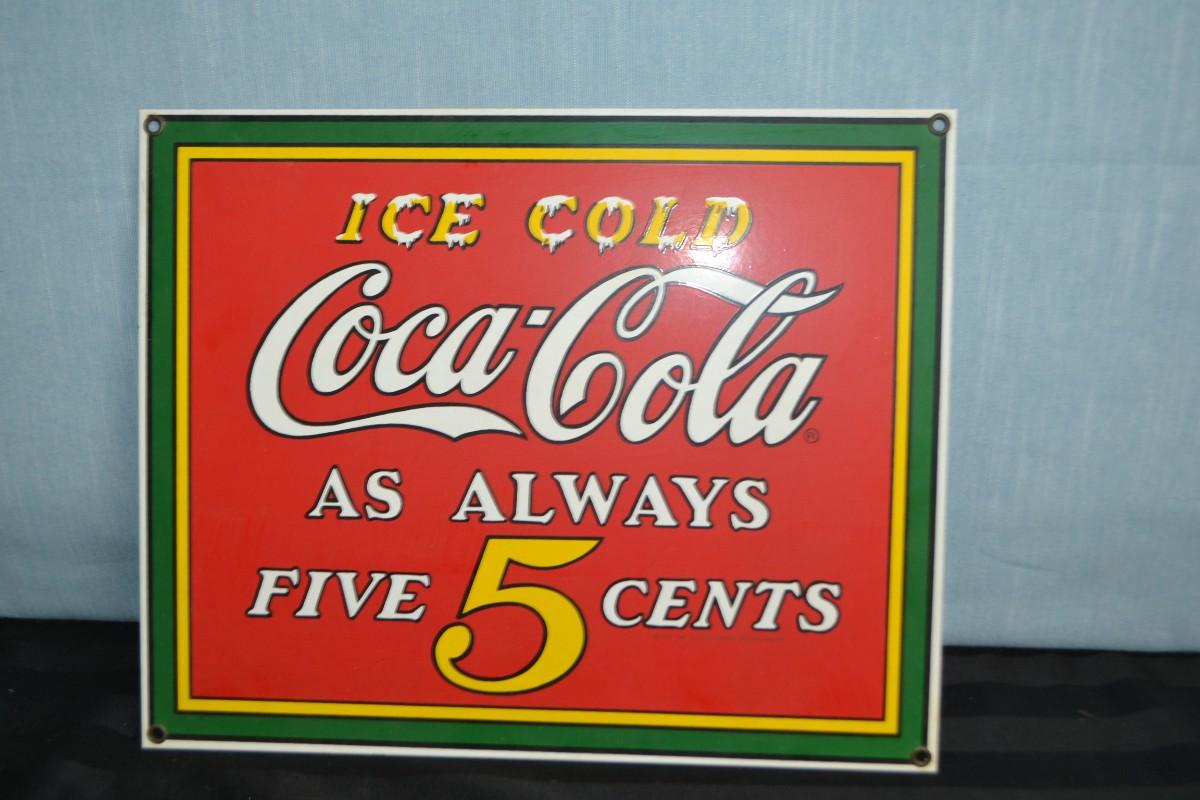 ICE COLD
Coca-Cola®
AS ALWAYS
FIVE 5 CENTS